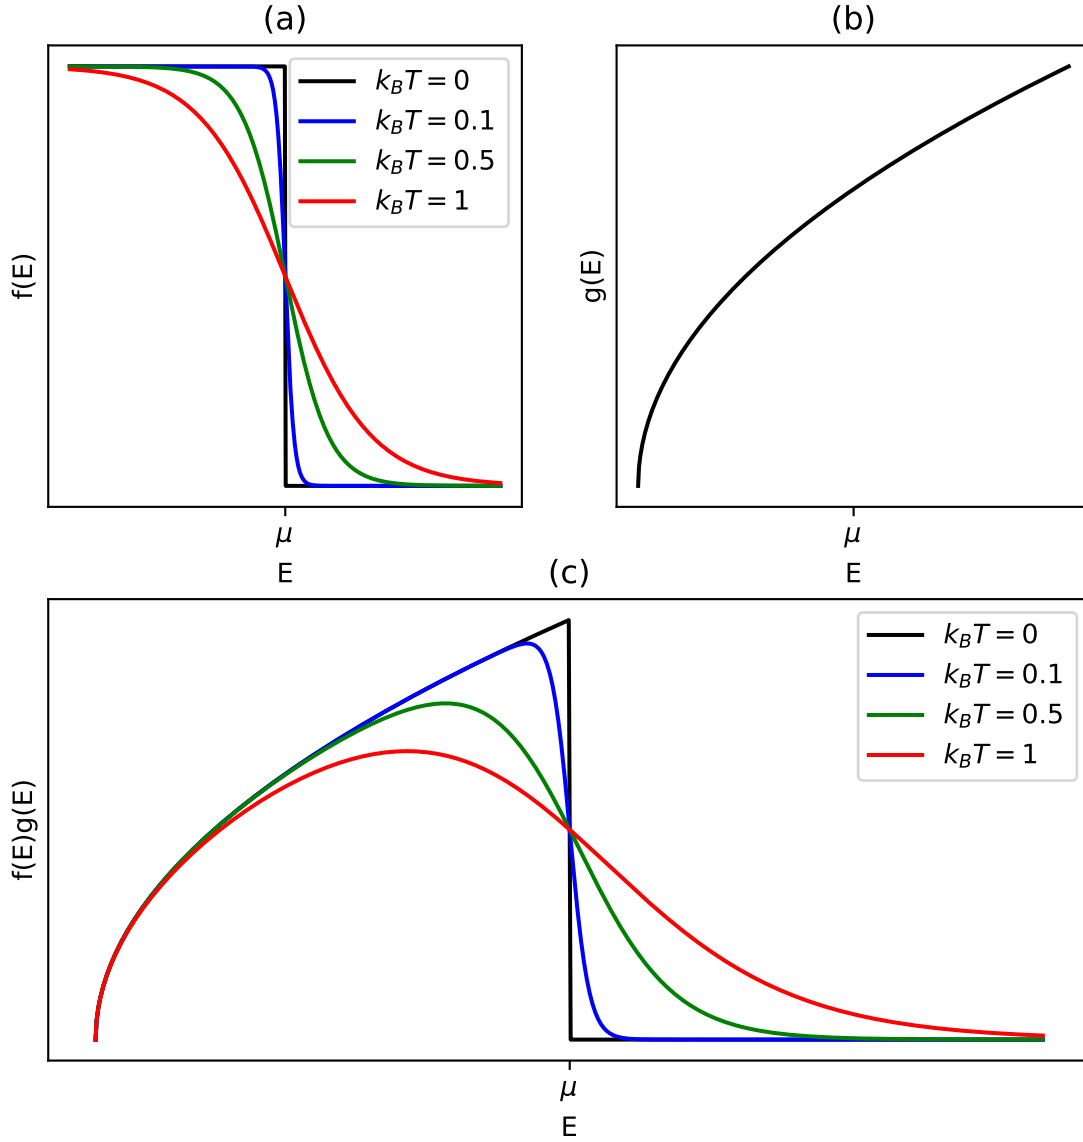 (a)
k_BT = 0
k_BT = 0.1
k_BT = 0.5
k_BT = 1
f(E)
μ
E
(b)
g(E)
μ
E
(c)
k_BT = 0
k_BT = 0.1
k_BT = 0.5
k_BT = 1
f(E)g(E)
μ
E